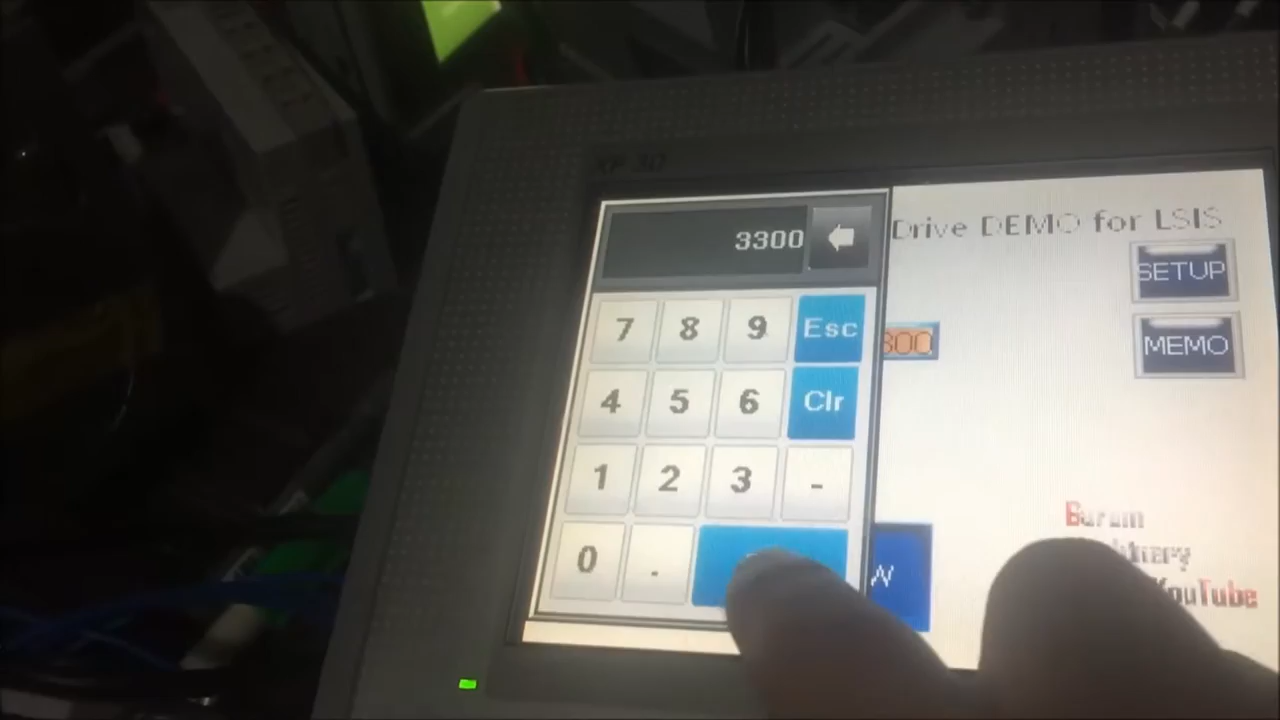 3300
Drive DEMO for LSIS
SETUP
7 8 9 Esc
300
MEMO
4 5 6 Clr
1 2 3 -
0 .
W
YouTube